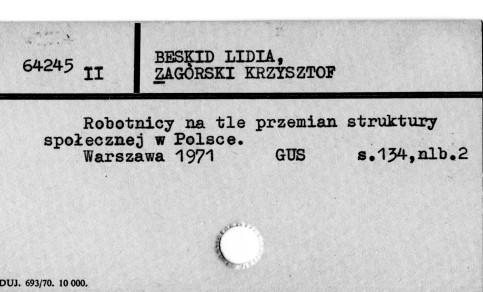 64245 II
BESKID LIDIA,
ZAGÓRSKI KRZYSZTOF
Robotnicy na tle przemian struktury
społecznej w Polsce.
Warszawa 1971 GUS s.134,nlb.2
DUJ. 693/70. 10 000.